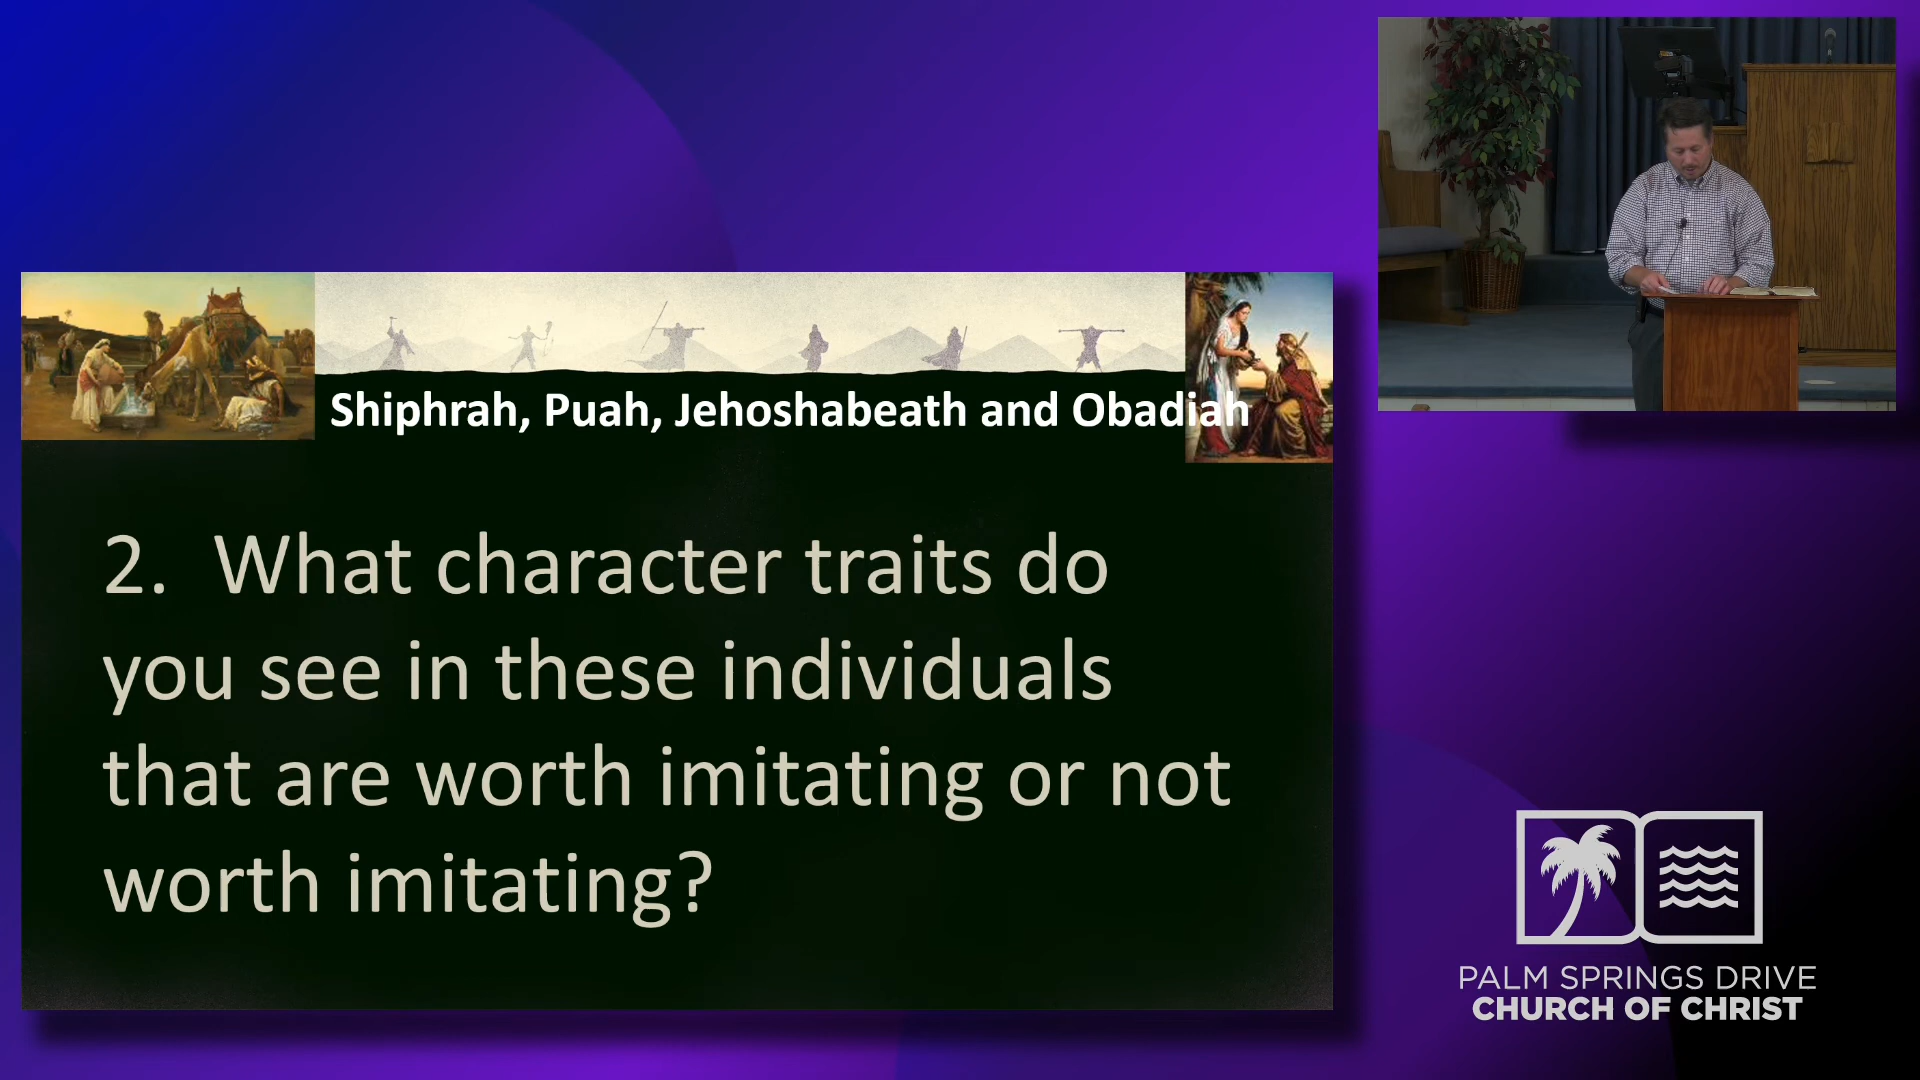 Shiphrah, Puah, Jehoshabeath and Obadiah
2. What character traits do
you see in these individuals
that are worth imitating or not
worth imitating?
PALM SPRINGS DRIVE
CHURCH OF CHRIST